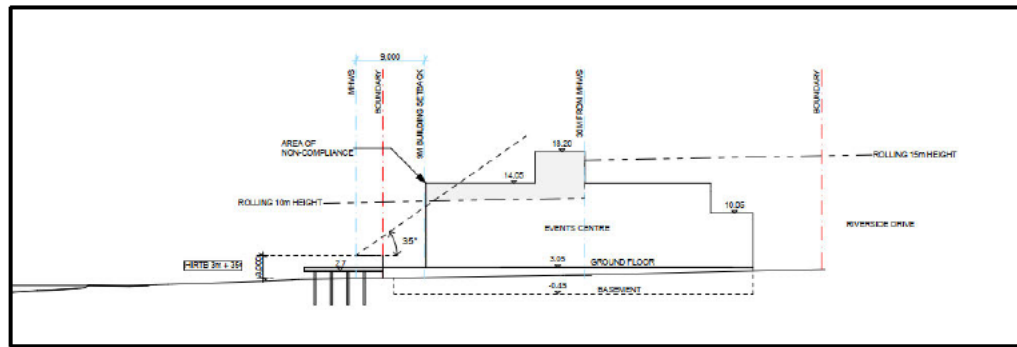 9,000
MHWS
BOUNDARY
9M BUILDING SETBACK
30M FROM MHWS
BOUNDARY
AREA OF
NON-COMPLIANCE
18.20
ROLLING 15m HEIGHT
14.05
ROLLING 10m HEIGHT
10.05
EVENTS CENTRE
RIVERSIDE DRIVE
35°
HIRTB 3m + 35°
3,000
2.7
3.05
GROUND FLOOR
-0.45
BASEMENT